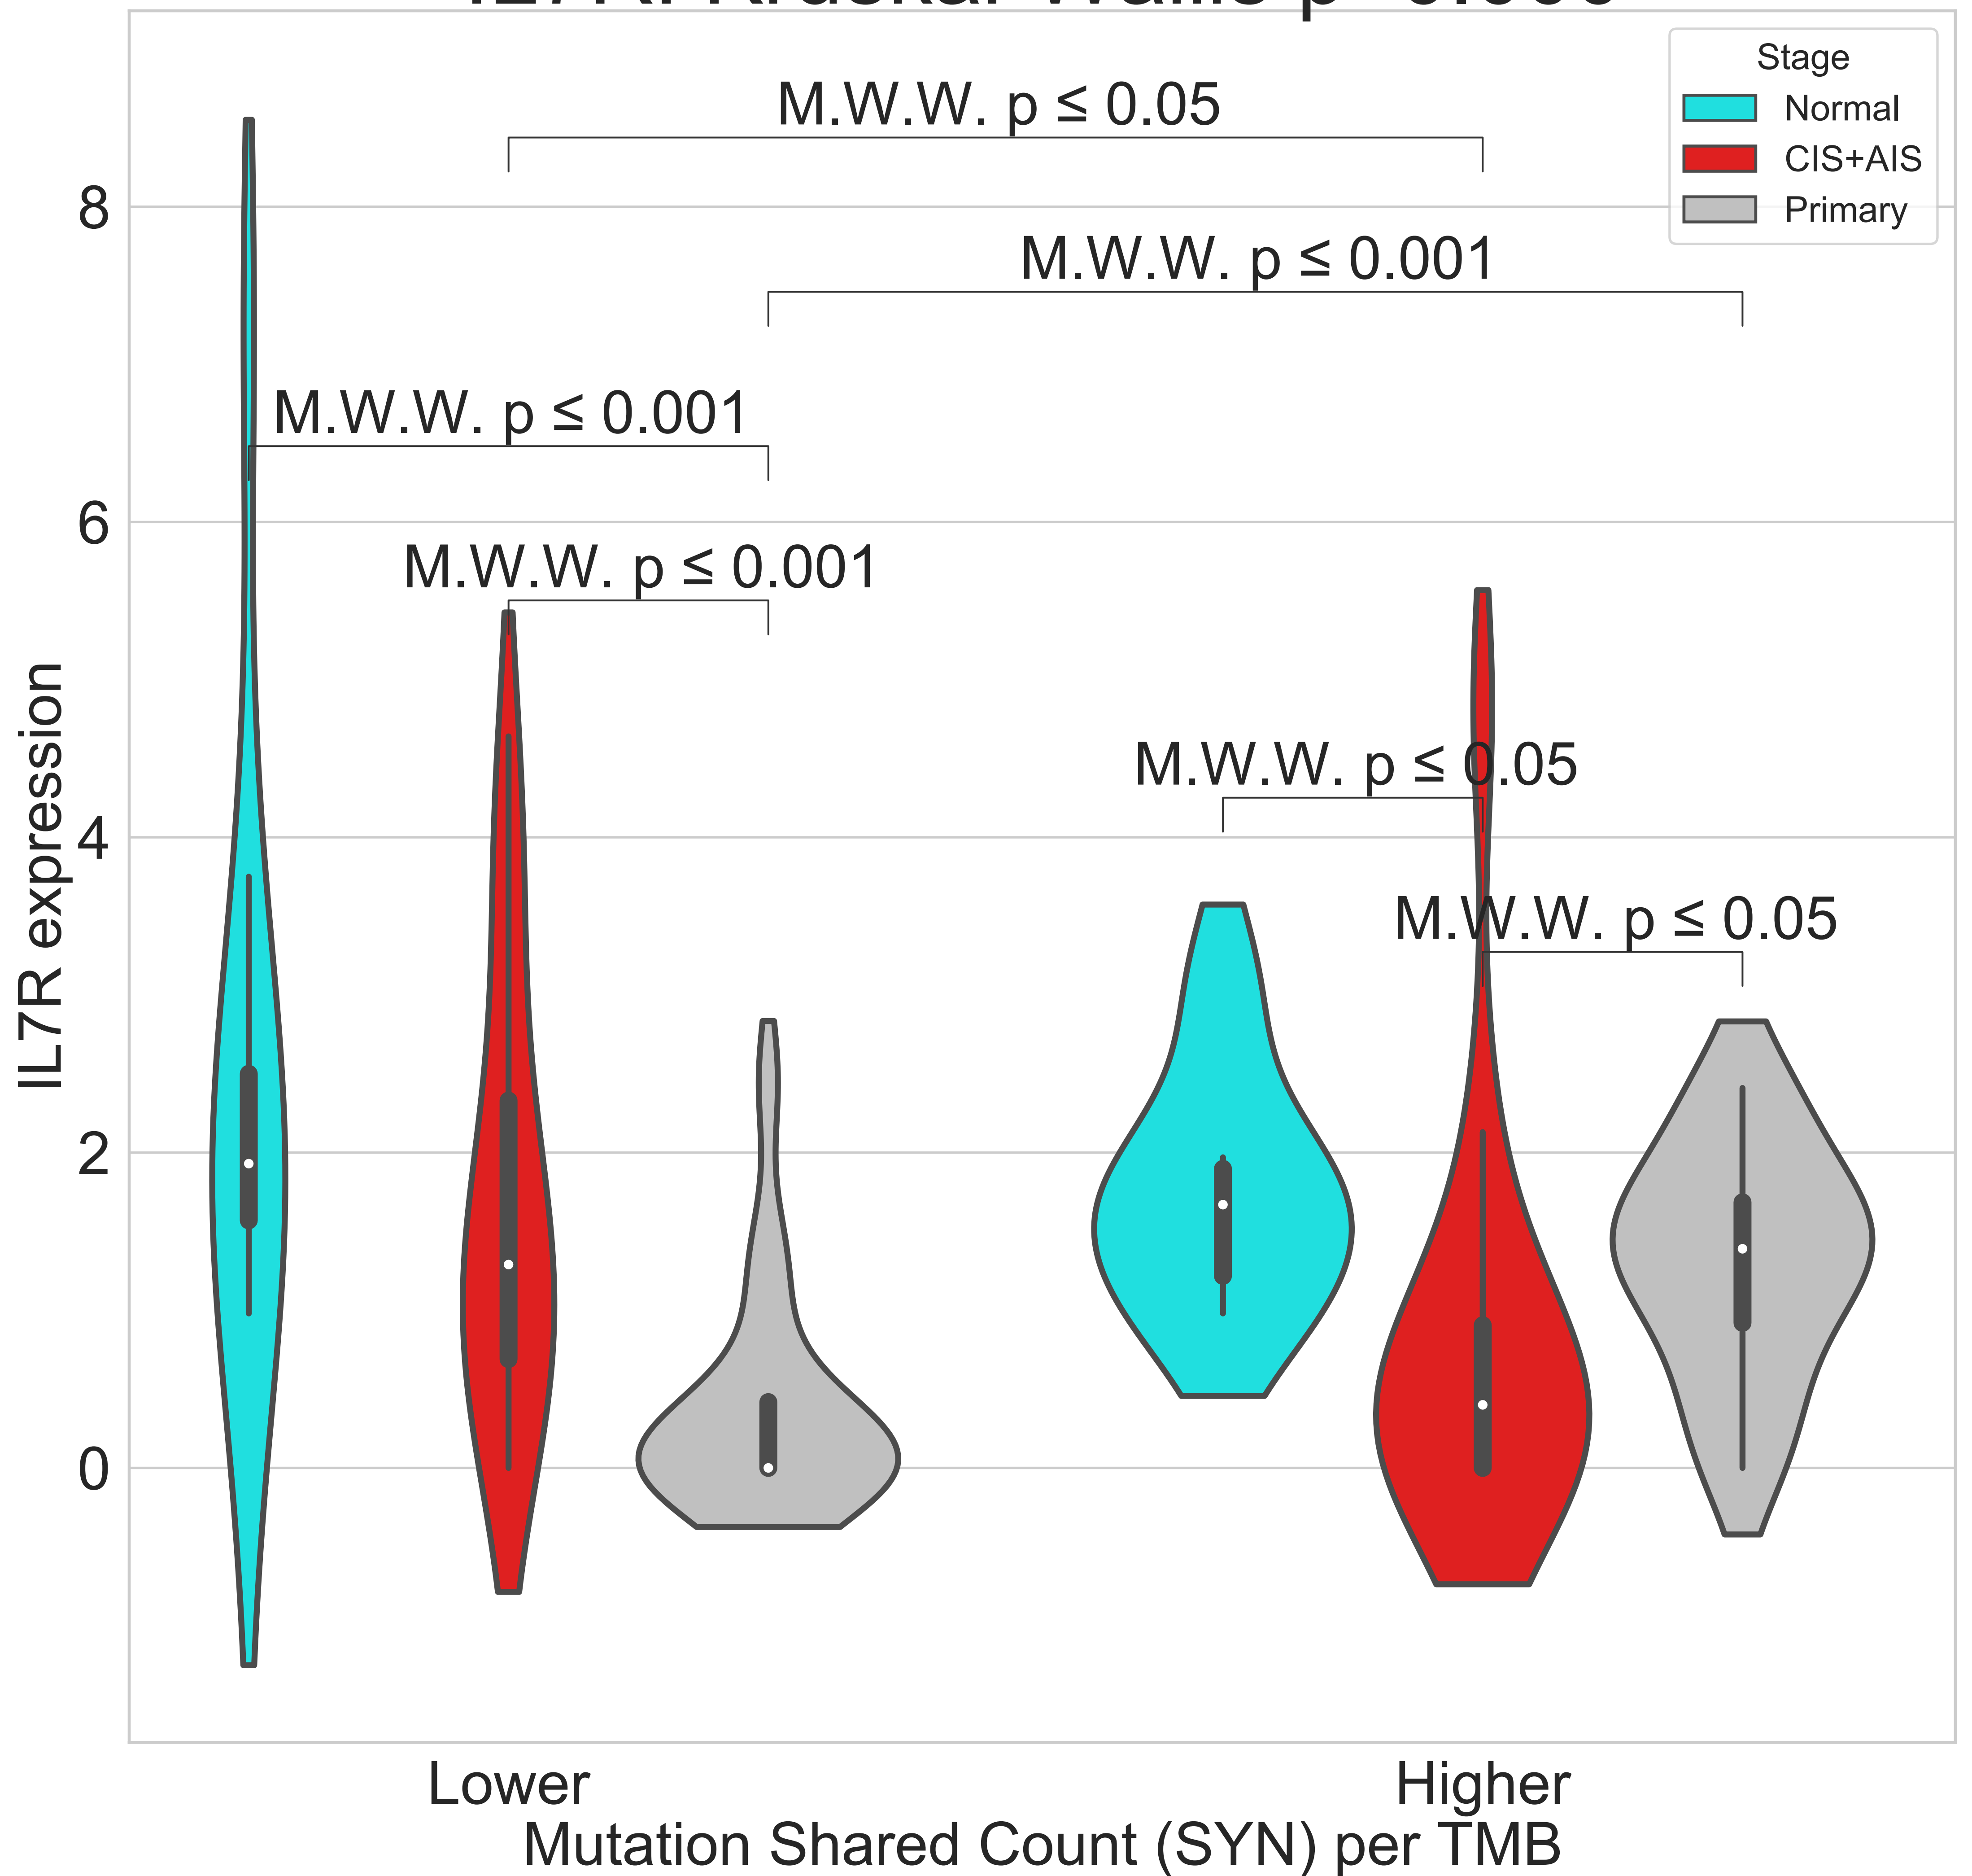 Stage
Normal
CIS+AIS
Primary
M.W.W. p ≤ 0.05
M.W.W. p ≤ 0.001
M.W.W. p ≤ 0.001
M.W.W. p ≤ 0.001
M.W.W. p ≤ 0.05
M.W.W. p ≤ 0.05
8
6
4
2
0
IL7R expression
Lower
Higher
Mutation Shared Count (SYN) per TMB